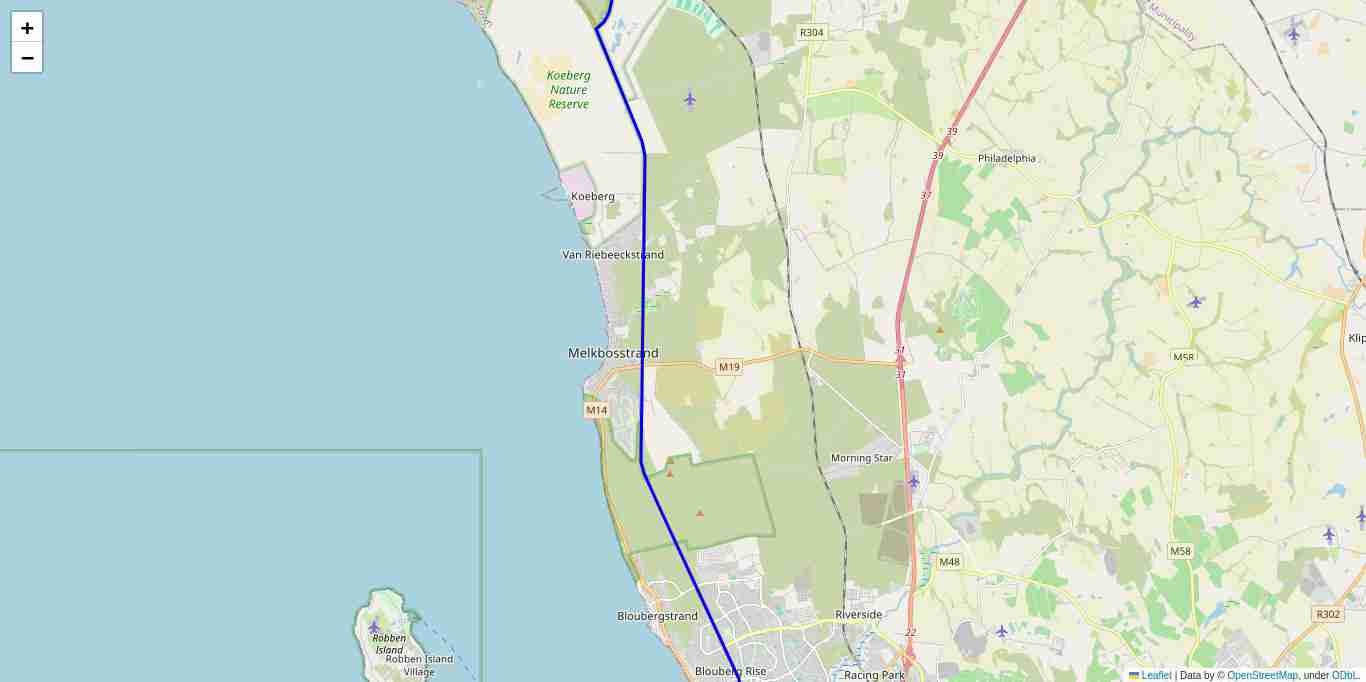 +
−
town
Municipality
R304
Koeberg
Nature
Reserve
39
39
Philadelphia
37
Koeberg
Van Riebeeckstrand
Melkbosstrand
M19
31
31
M58
Klip
M14
Morning Star
M58
M48
Bloubergstrand
Riverside
R302
22
Robben
Island
Robben Island
Village
Blouberg Rise
Racing Park
Leaflet | Data by © OpenStreetMap, under ODbL.